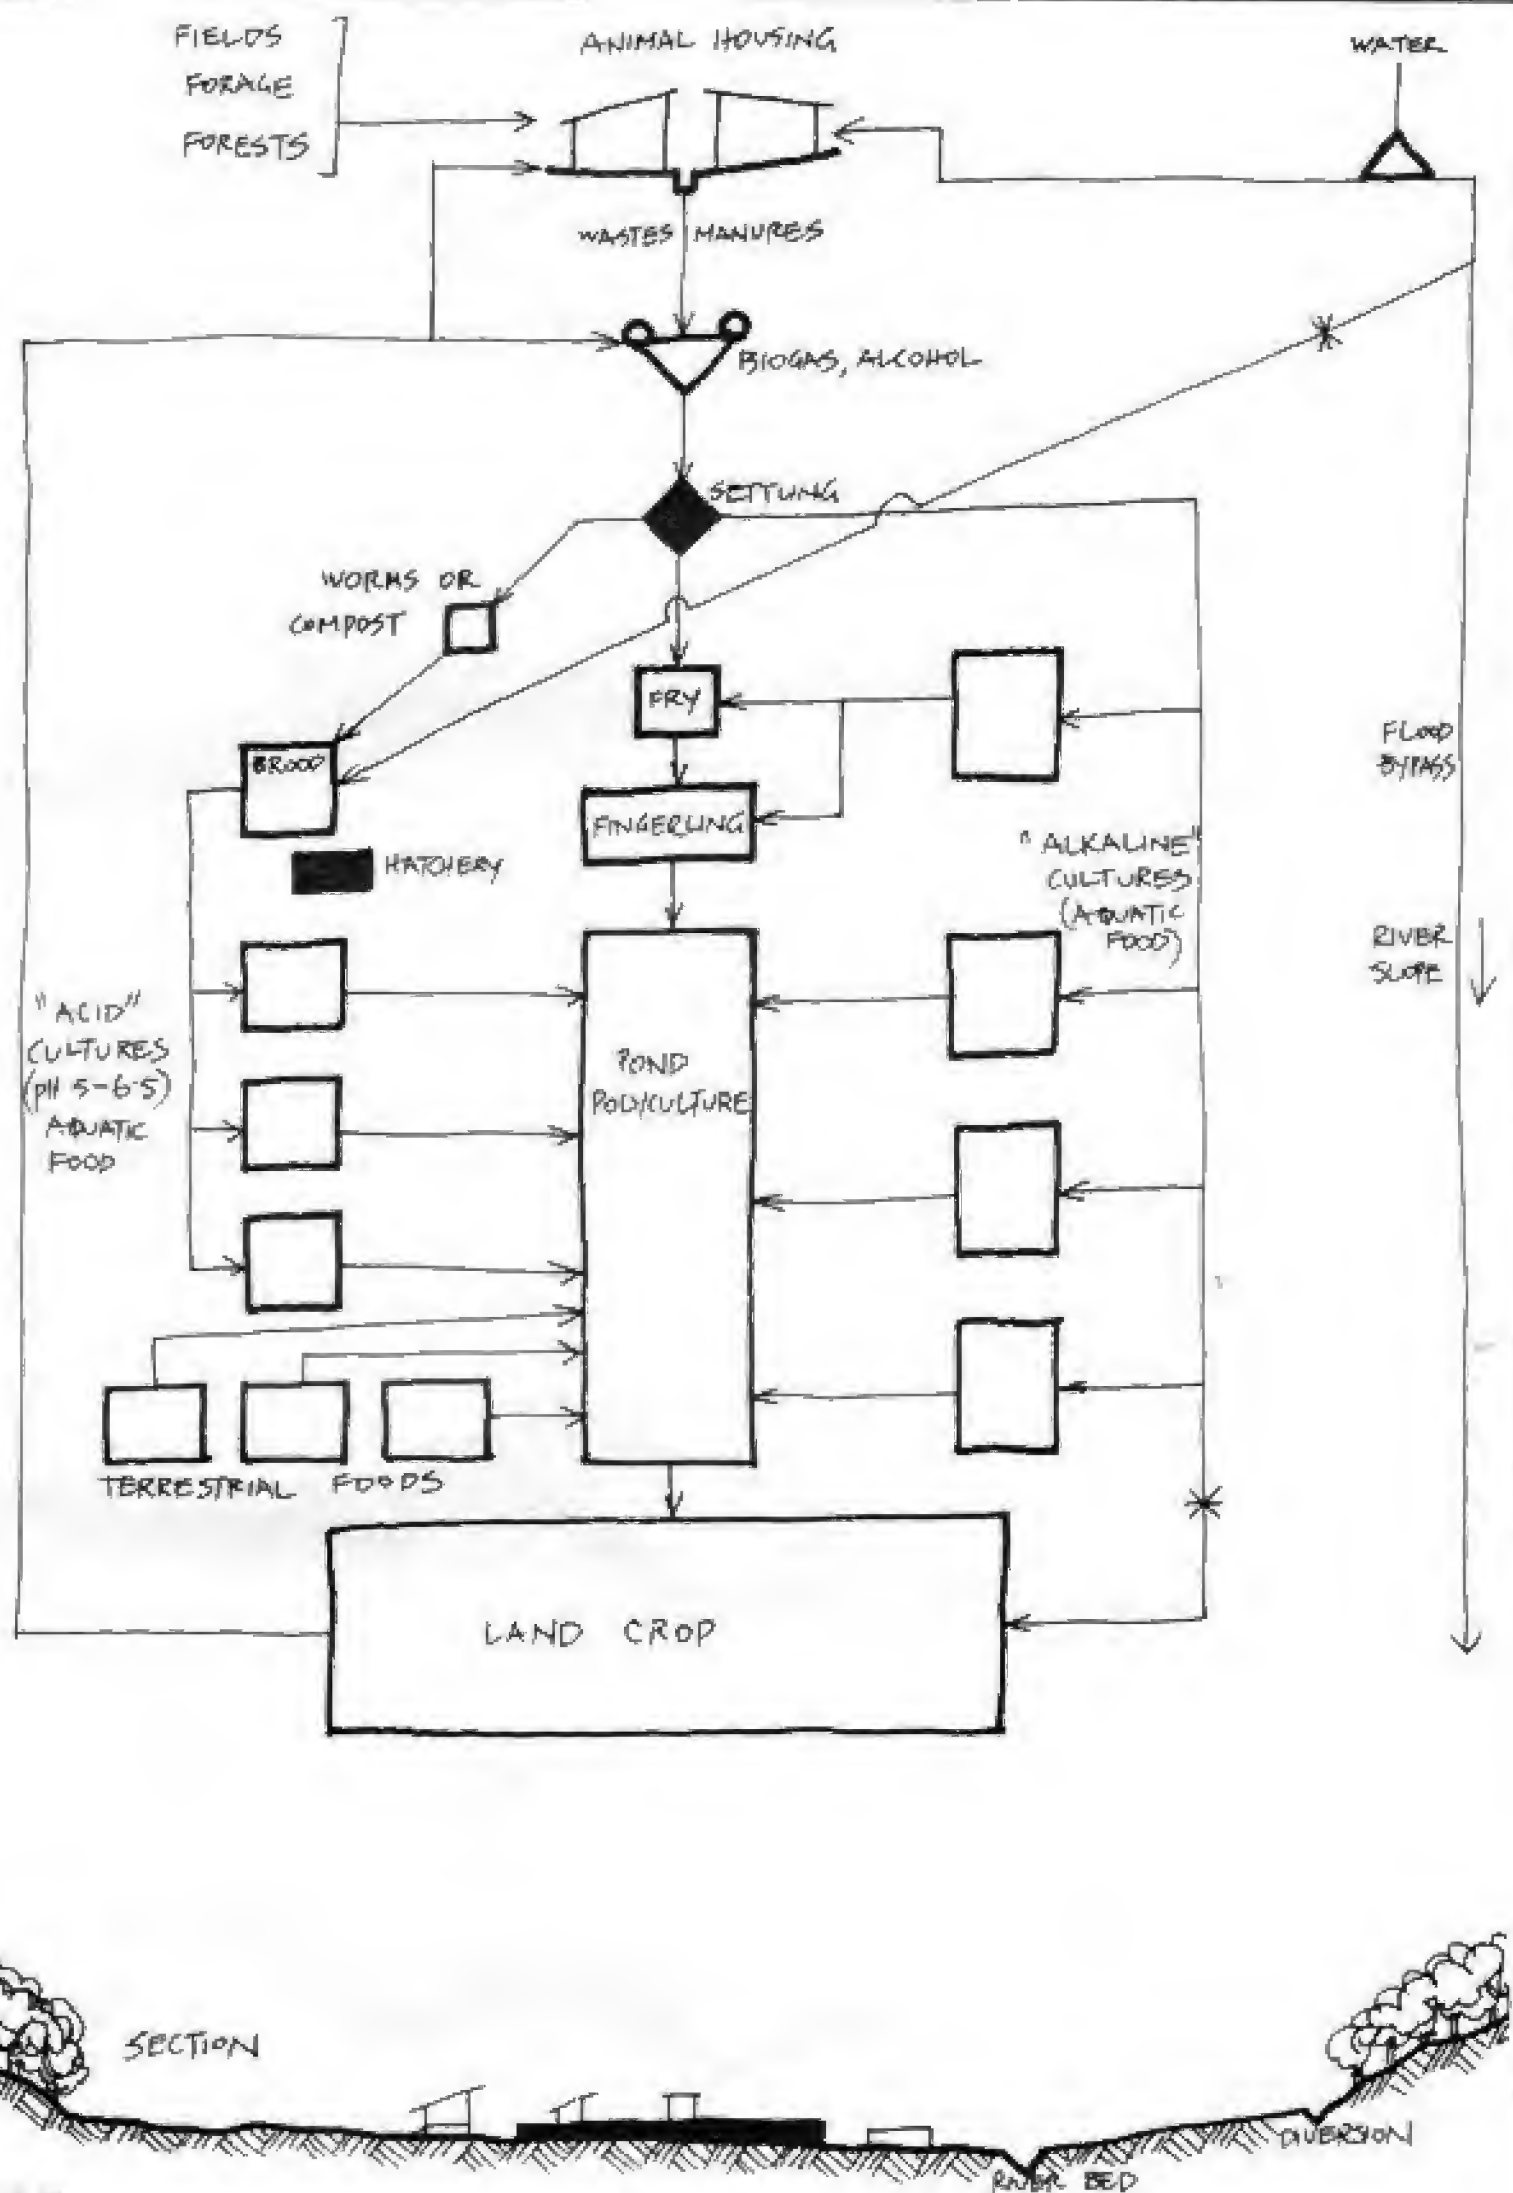 FIELDS
FORAGE
FORESTS
ANIMAL HOUSING
WATER
WASTES MANURES
BIOGAS, ALCOHOL
SETTLING
WORMS OR
COMPOST
FRY
BROOD
FINGERLING
HATCHERY
FLOOD
BYPASS
"ALKALINE"
CULTURES
(AQUATIC
FOOD)
RIVER
SLOPE
"ACID"
CULTURES
(pH 5-6·5)
AQUATIC
FOOD
POND
POLYCULTURE
TERRESTRIAL FOODS
LAND CROP
SECTION
DIVERSION
RIVER BED